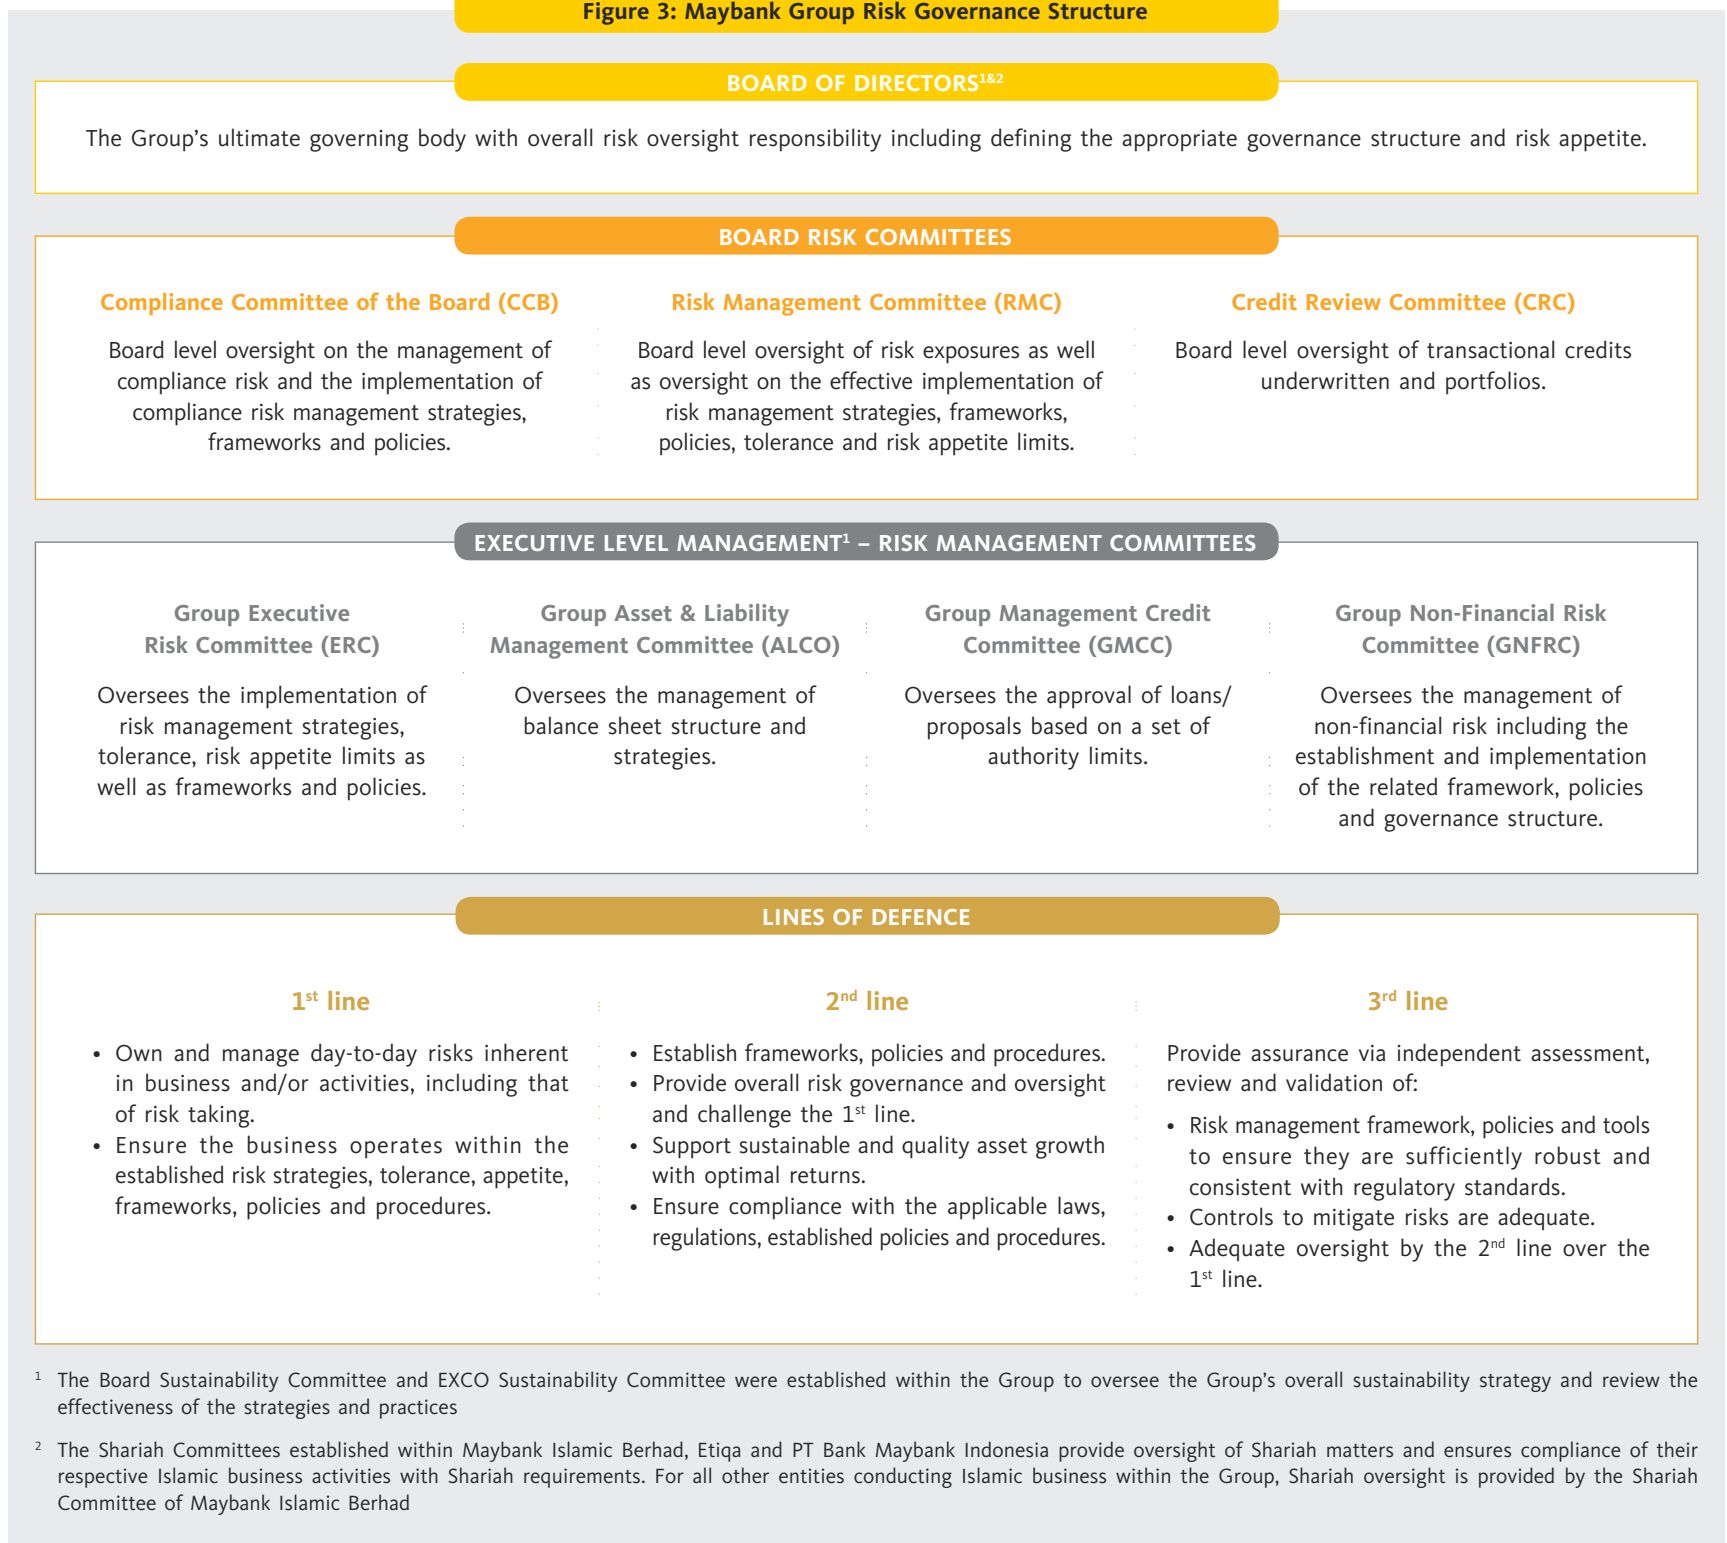 Figure 3: Maybank Group Risk Governance Structure
BOARD OF DIRECTORS1&2
The Group's ultimate governing body with overall risk oversight responsibility including defining the appropriate governance structure and risk appetite.
BOARD RISK COMMITTEES
Compliance Committee of the Board (CCB)
Board level oversight on the management of
compliance risk and the implementation of
compliance risk management strategies,
frameworks and policies.
Risk Management Committee (RMC)
Board level oversight of risk exposures as well
as oversight on the effective implementation of
risk management strategies, frameworks,
policies, tolerance and risk appetite limits.
Credit Review Committee (CRC)
Board level oversight of transactional credits
underwritten and portfolios.
EXECUTIVE LEVEL MANAGEMENT1 – RISK MANAGEMENT COMMITTEES
Group Executive
Risk Committee (ERC)
Oversees the implementation of
risk management strategies,
tolerance, risk appetite limits as
well as frameworks and policies.
Group Asset & Liability
Management Committee (ALCO)
Oversees the management of
balance sheet structure and
strategies.
Group Management Credit
Committee (GMCC)
Oversees the approval of loans/
proposals based on a set of
authority limits.
Group Non-Financial Risk
Committee (GNFRC)
Oversees the management of
non-financial risk including the
establishment and implementation
of the related framework, policies
and governance structure.
LINES OF DEFENCE
1st line
• Own and manage day-to-day risks inherent
in business and/or activities, including that
of risk taking.
• Ensure the business operates within the
established risk strategies, tolerance, appetite,
frameworks, policies and procedures.
2nd line
• Establish frameworks, policies and procedures.
• Provide overall risk governance and oversight
and challenge the 1st line.
• Support sustainable and quality asset growth
with optimal returns.
• Ensure compliance with the applicable laws,
regulations, established policies and procedures.
3rd line
Provide assurance via independent assessment,
review and validation of:
• Risk management framework, policies and tools
to ensure they are sufficiently robust and
consistent with regulatory standards.
• Controls to mitigate risks are adequate.
• Adequate oversight by the 2nd line over the
1st line.
1 The Board Sustainability Committee and EXCO Sustainability Committee were established within the Group to oversee the Group's overall sustainability strategy and review the
effectiveness of the strategies and practices
2 The Shariah Committees established within Maybank Islamic Berhad, Etiqa and PT Bank Maybank Indonesia provide oversight of Shariah matters and ensures compliance of their
respective Islamic business activities with Shariah requirements. For all other entities conducting Islamic business within the Group, Shariah oversight is provided by the Shariah
Committee of Maybank Islamic Berhad